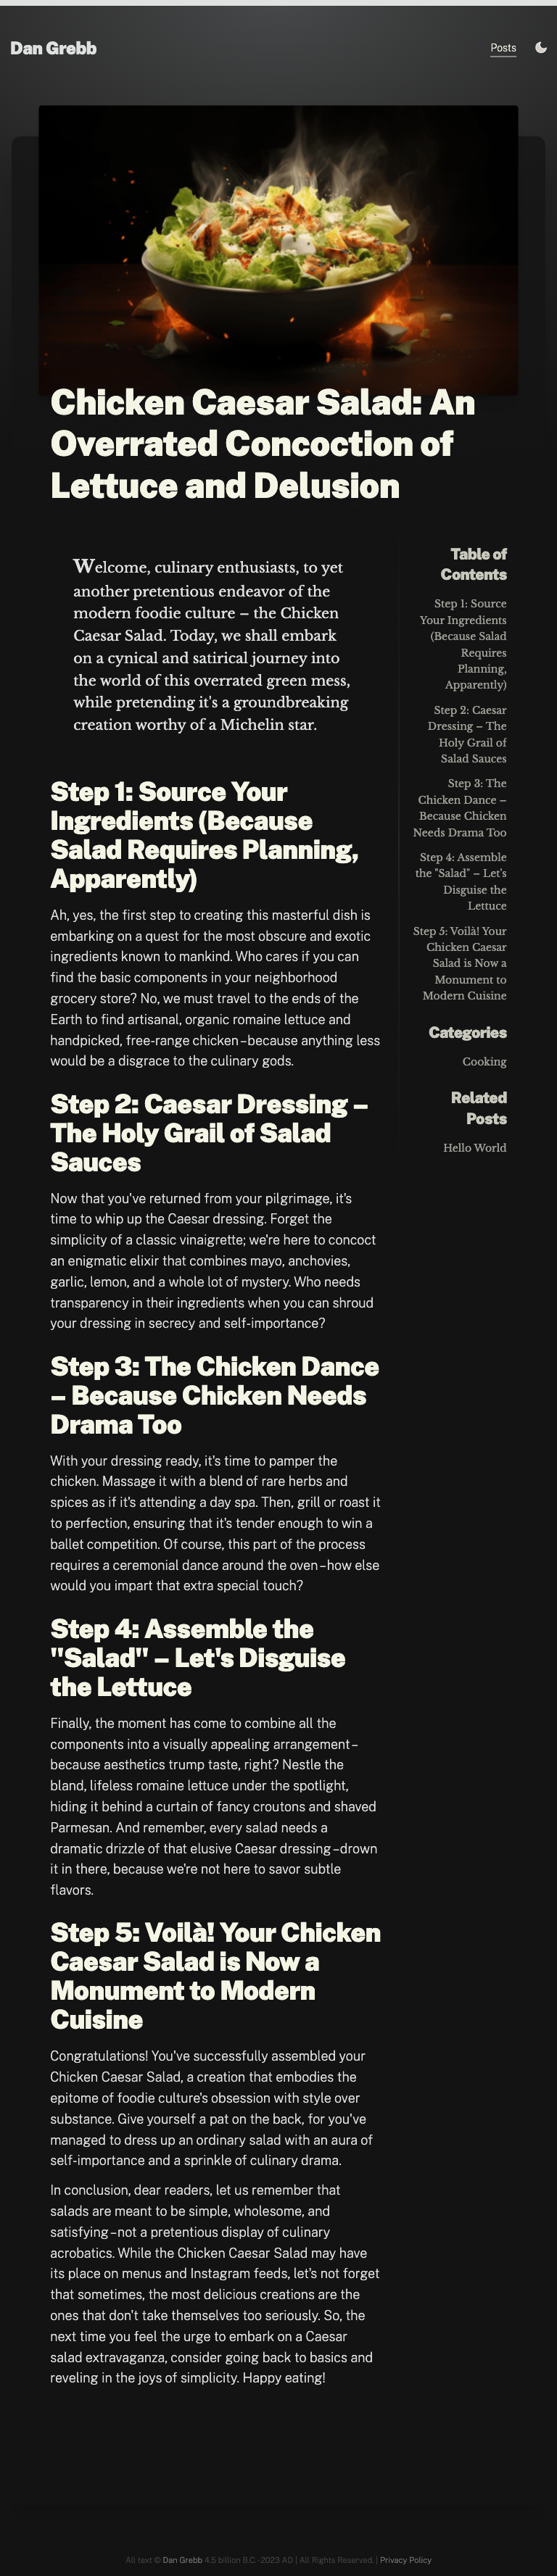 Dan Grebb
Posts
Chicken Caesar Salad: An
Overrated Concoction of
Lettuce and Delusion
Welcome, culinary enthusiasts, to yet
another pretentious endeavor of the
modern foodie culture – the Chicken
Caesar Salad. Today, we shall embark
on a cynical and satirical journey into
the world of this overrated green mess,
while pretending it's a groundbreaking
creation worthy of a Michelin star.
Step 1: Source Your
Ingredients (Because
Salad Requires Planning,
Apparently)
Ah, yes, the first step to creating this masterful dish is
embarking on a quest for the most obscure and exotic
ingredients known to mankind. Who cares if you can
find the basic components in your neighborhood
grocery store? No, we must travel to the ends of the
Earth to find artisanal, organic romaine lettuce and
handpicked, free-range chicken–because anything less
would be a disgrace to the culinary gods.
Step 2: Caesar Dressing –
The Holy Grail of Salad
Sauces
Now that you've returned from your pilgrimage, it's
time to whip up the Caesar dressing. Forget the
simplicity of a classic vinaigrette; we're here to concoct
an enigmatic elixir that combines mayo, anchovies,
garlic, lemon, and a whole lot of mystery. Who needs
transparency in their ingredients when you can shroud
your dressing in secrecy and self-importance?
Step 3: The Chicken Dance
– Because Chicken Needs
Drama Too
With your dressing ready, it's time to pamper the
chicken. Massage it with a blend of rare herbs and
spices as if it's attending a day spa. Then, grill or roast it
to perfection, ensuring that it's tender enough to win a
ballet competition. Of course, this part of the process
requires a ceremonial dance around the oven–how else
would you impart that extra special touch?
Step 4: Assemble the
"Salad" – Let's Disguise
the Lettuce
Finally, the moment has come to combine all the
components into a visually appealing arrangement–
because aesthetics trump taste, right? Nestle the
bland, lifeless romaine lettuce under the spotlight,
hiding it behind a curtain of fancy croutons and shaved
Parmesan. And remember, every salad needs a
dramatic drizzle of that elusive Caesar dressing–drown
it in there, because we're not here to savor subtle
flavors.
Step 5: Voilà! Your Chicken
Caesar Salad is Now a
Monument to Modern
Cuisine
Congratulations! You've successfully assembled your
Chicken Caesar Salad, a creation that embodies the
epitome of foodie culture's obsession with style over
substance. Give yourself a pat on the back, for you've
managed to dress up an ordinary salad with an aura of
self-importance and a sprinkle of culinary drama.
In conclusion, dear readers, let us remember that
salads are meant to be simple, wholesome, and
satisfying–not a pretentious display of culinary
acrobatics. While the Chicken Caesar Salad may have
its place on menus and Instagram feeds, let's not forget
that sometimes, the most delicious creations are the
ones that don't take themselves too seriously. So, the
next time you feel the urge to embark on a Caesar
salad extravaganza, consider going back to basics and
reveling in the joys of simplicity. Happy eating!
Table of
Contents
Step 1: Source
Your Ingredients
(Because Salad
Requires
Planning,
Apparently)
Step 2: Caesar
Dressing – The
Holy Grail of
Salad Sauces
Step 3: The
Chicken Dance –
Because Chicken
Needs Drama Too
Step 4: Assemble
the "Salad" – Let's
Disguise the
Lettuce
Step 5: Voilà! Your
Chicken Caesar
Salad is Now a
Monument to
Modern Cuisine
Categories
Cooking
Related
Posts
Hello World
All text © Dan Grebb 4.5 billion B.C.-2023 AD | All Rights Reserved. | Privacy Policy